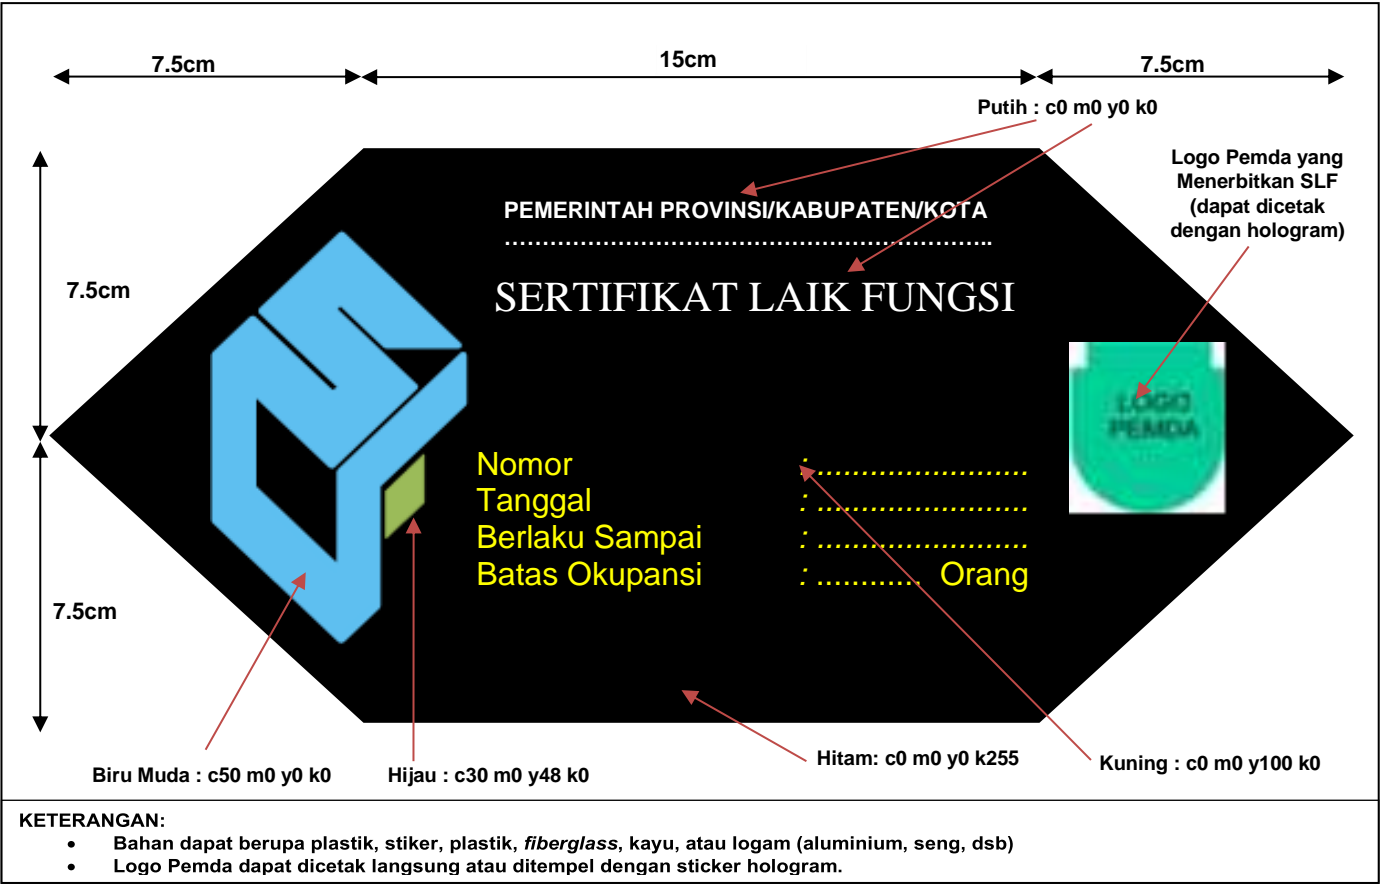 7.5cm
15cm
7.5cm
Putih : c0 m0 y0 k0
Logo Pemda yang
Menerbitkan SLF
(dapat dicetak
dengan hologram)
PEMERINTAH PROVINSI/KABUPATEN/KOTA
................................................................
SERTIFIKAT LAIK FUNGSI
7.5cm
LOGO
PEMDA
Nomor : .......................
Tanggal : .......................
Berlaku Sampai : .......................
Batas Okupansi : ............ Orang
7.5cm
Biru Muda : c50 m0 y0 k0
Hijau : c30 m0 y48 k0
Hitam: c0 m0 y0 k255
Kuning : c0 m0 y100 k0
KETERANGAN:
• Bahan dapat berupa plastik, stiker, plastik, fiberglass, kayu, atau logam (aluminium, seng, dsb)
• Logo Pemda dapat dicetak langsung atau ditempel dengan sticker hologram.